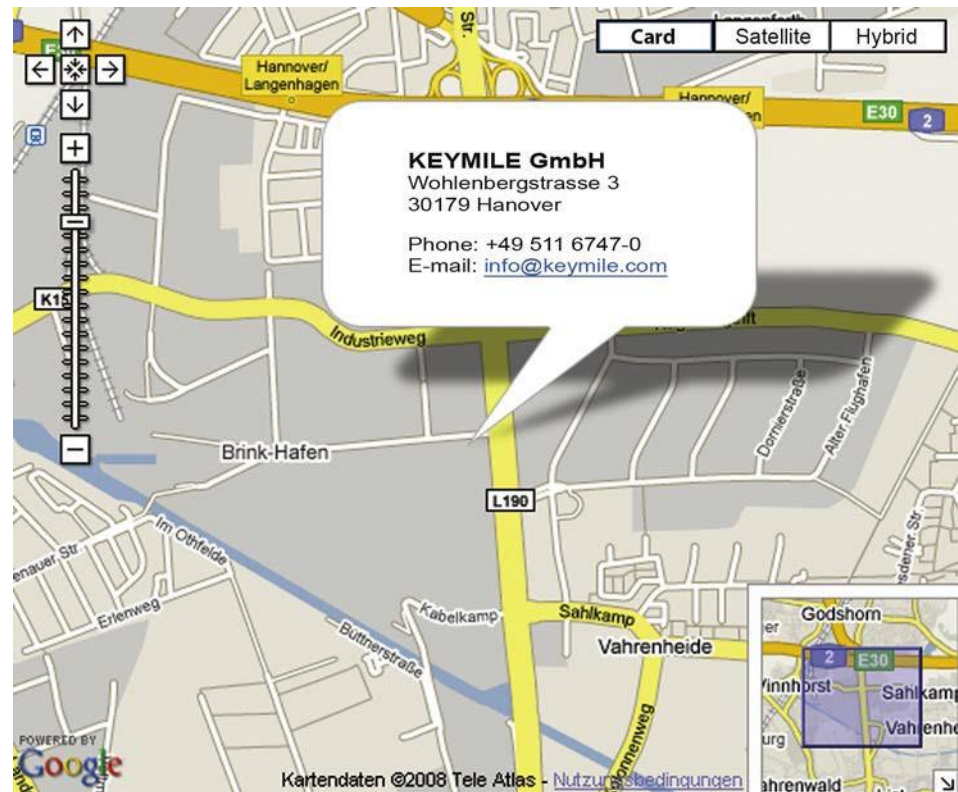 Card
Satellite
Hybrid
Str.
Hannover/
Langenhagen
E30
2
KEYMILE GmbH
Wohlenbergstrasse 3
30179 Hanover
Phone: +49 511 6747-0
E-mail: info@keymile.com
Industrieweg
Dornierstraße
Alter Flughafen
Brink-Hafen
L190
Im Othfelde
Erlenweg
Büttnerstraße
Kabelkamp
Sahlkamp
Vahrenheide
Godshorn
2
E30
Sahlkamp
POWERED BY
Google
Kartendaten ©2008 Tele Atlas - Nutzungsbedingungen